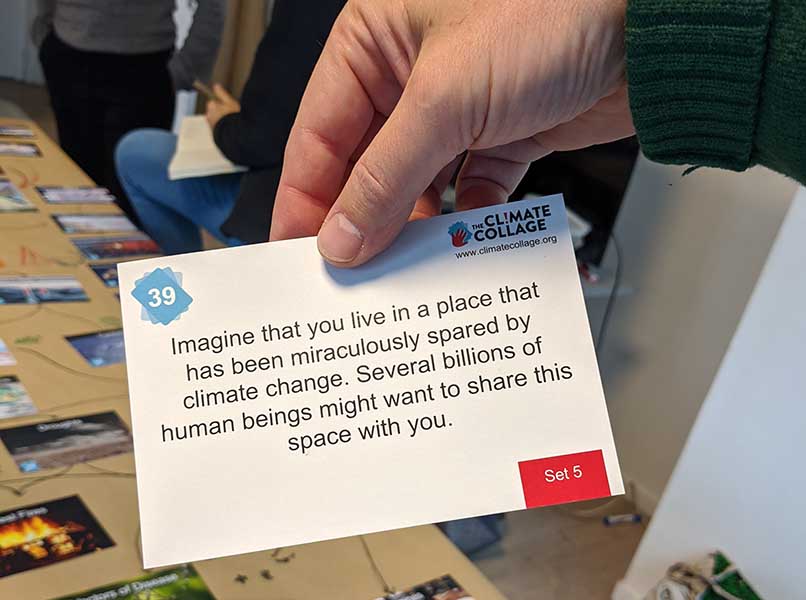 THE CLIMATE
COLLAGE
www.climatecollage.org
39
Imagine that you live in a place that
has been miraculously spared by
climate change. Several billions of
human beings might want to share this
space with you.
Set 5
Drought
Fires
of Disease